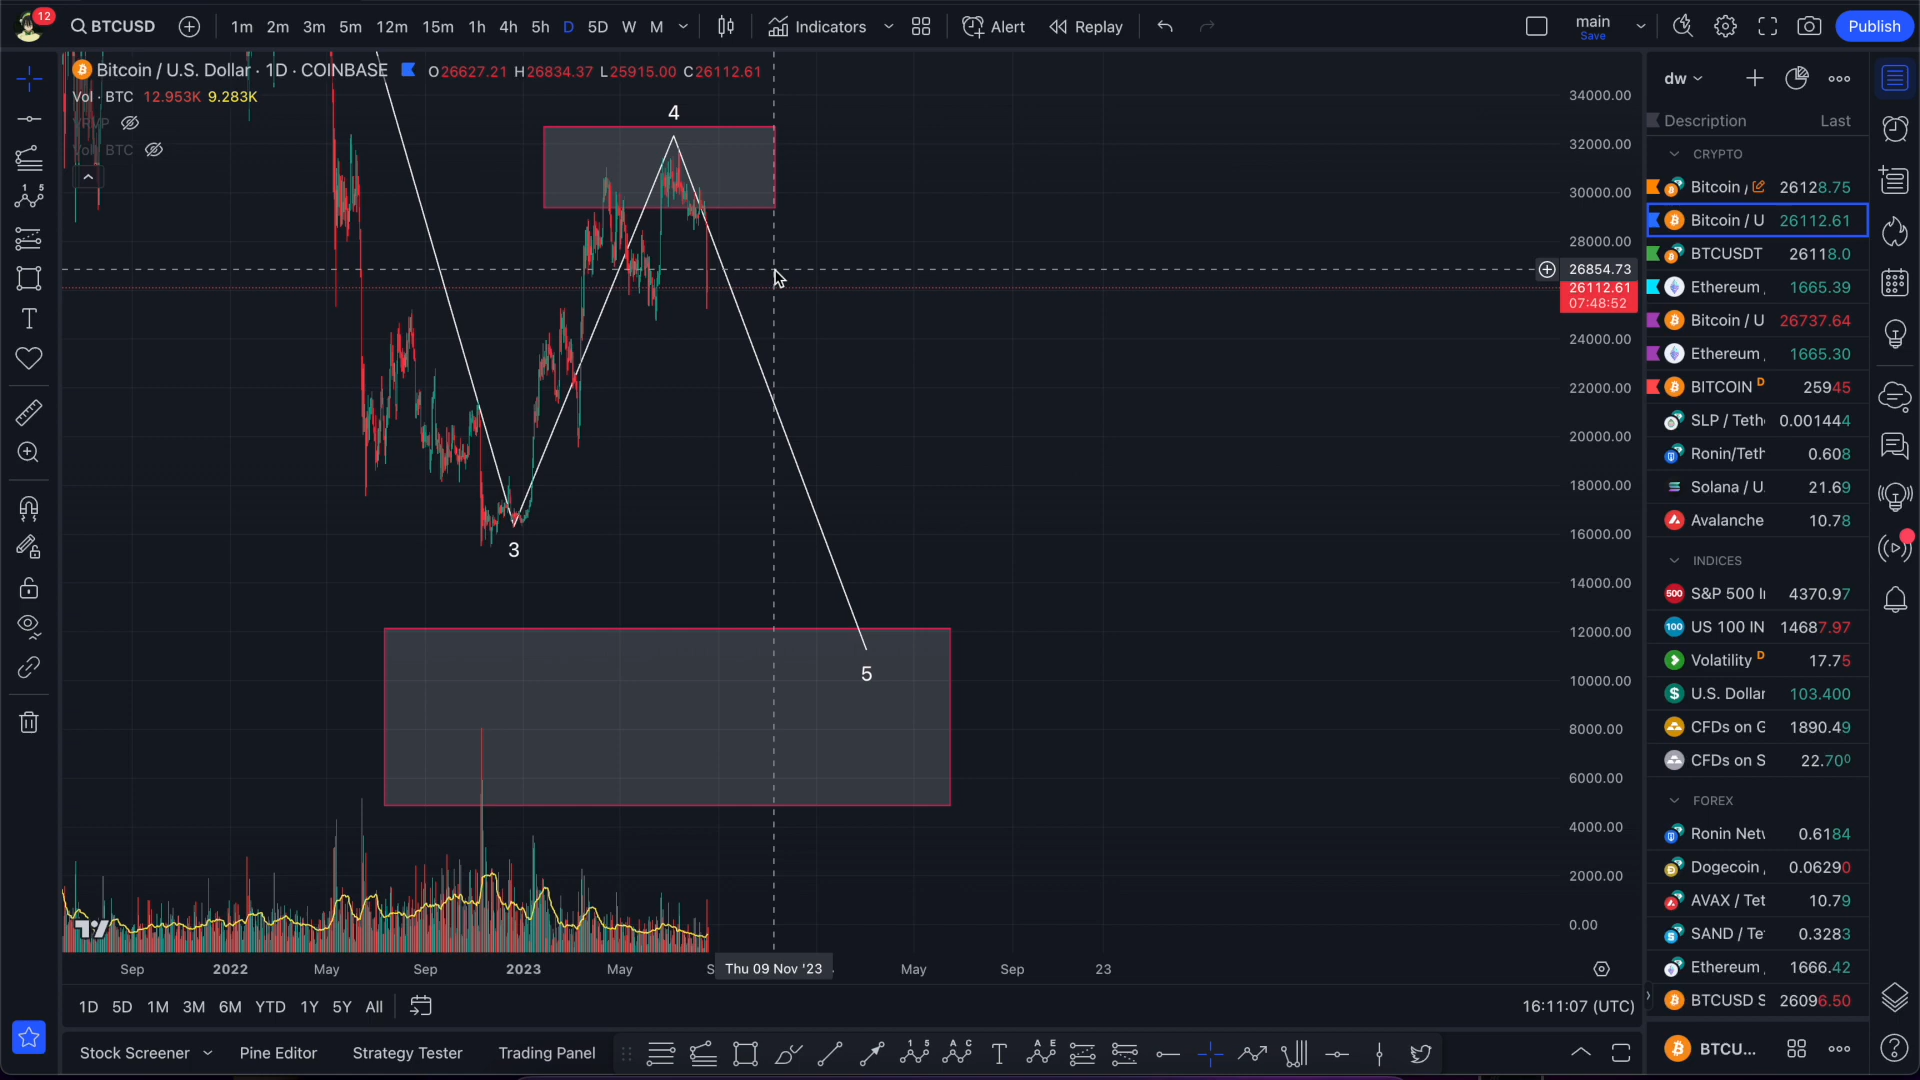 12
BTCUSD
1m 2m 3m 5m 12m 15m 1h 4h 5h D 5D W M
Indicators
Alert
Replay
main
Save
Publish
Bitcoin / U.S. Dollar · 1D · COINBASE
O26627.21 H26834.37 L25915.00 C26112.61
Vol · BTC 12.953K 9.283K
VRVP
Vol · BTC
4
3
5
34000.00
32000.00
30000.00
28000.00
26854.73
26112.61
07:48:52
24000.00
22000.00
20000.00
18000.00
16000.00
14000.00
12000.00
10000.00
8000.00
6000.00
4000.00
2000.00
0.00
Sep 2022 May Sep 2023 May S Thu 09 Nov '23 May Sep 23
1D 5D 1M 3M 6M YTD 1Y 5Y All
16:11:07 (UTC)
Stock Screener
Pine Editor
Strategy Tester
Trading Panel
dw
Description Last
CRYPTO
Bitcoin / 26128.75
Bitcoin / U 26112.61
BTCUSDT 26118.0
Ethereum 1665.39
Bitcoin / U 26737.64
Ethereum 1665.30
BITCOIN D 25945
SLP / Teth 0.001444
Ronin/Teth 0.608
Solana / U 21.69
Avalanche 10.78
INDICES
500 S&P 500 I 4370.97
100 US 100 IN 14687.97
Volatility D 17.75
U.S. Dollar 103.400
CFDs on G 1890.49
CFDs on S 22.700
FOREX
Ronin Netv 0.6184
Dogecoin 0.06290
AVAX / Tet 10.79
SAND / Te 0.3283
Ethereum 1666.42
BTCUSD S 26096.50
BTCU...